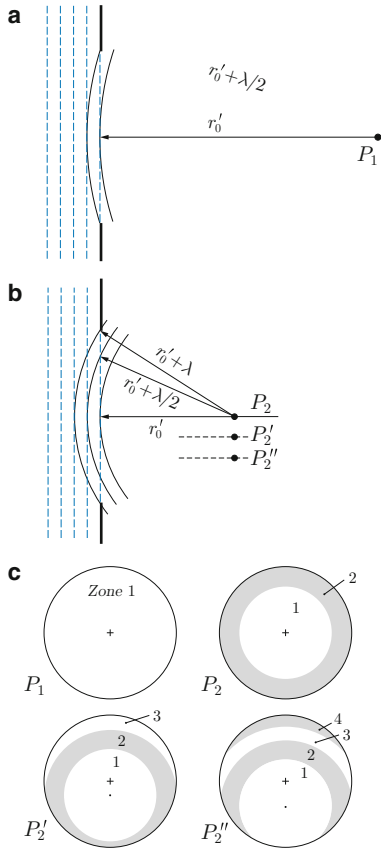 a
r₀′+λ/2
r₀′
P₁
b
r₀′+λ
r₀′+λ/2
P₂
r₀′
P₂′
P₂″
c
Zone 1
2
1
P₁
P₂
3
4
3
2
2
1
1
P₂′
P₂″